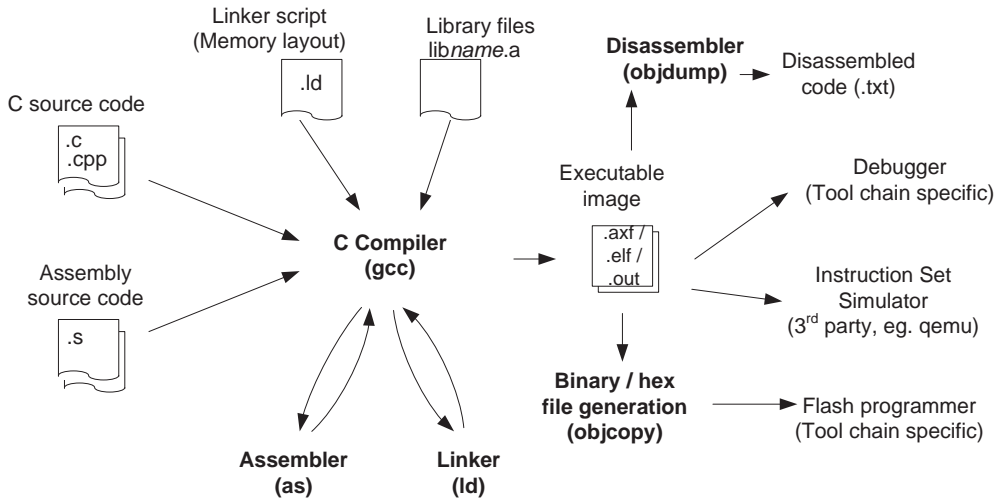 Linker script
(Memory layout)
.ld
Library files
libname.a
C source code
.c
.cpp
Assembly
source code
.s
C Compiler
(gcc)
Assembler
(as)
Linker
(ld)
Executable
image
.axf /
.elf /
.out
Disassembler
(objdump)
Disassembled
code (.txt)
Debugger
(Tool chain specific)
Instruction Set
Simulator
(3rd party, eg. qemu)
Binary / hex
file generation
(objcopy)
Flash programmer
(Tool chain specific)